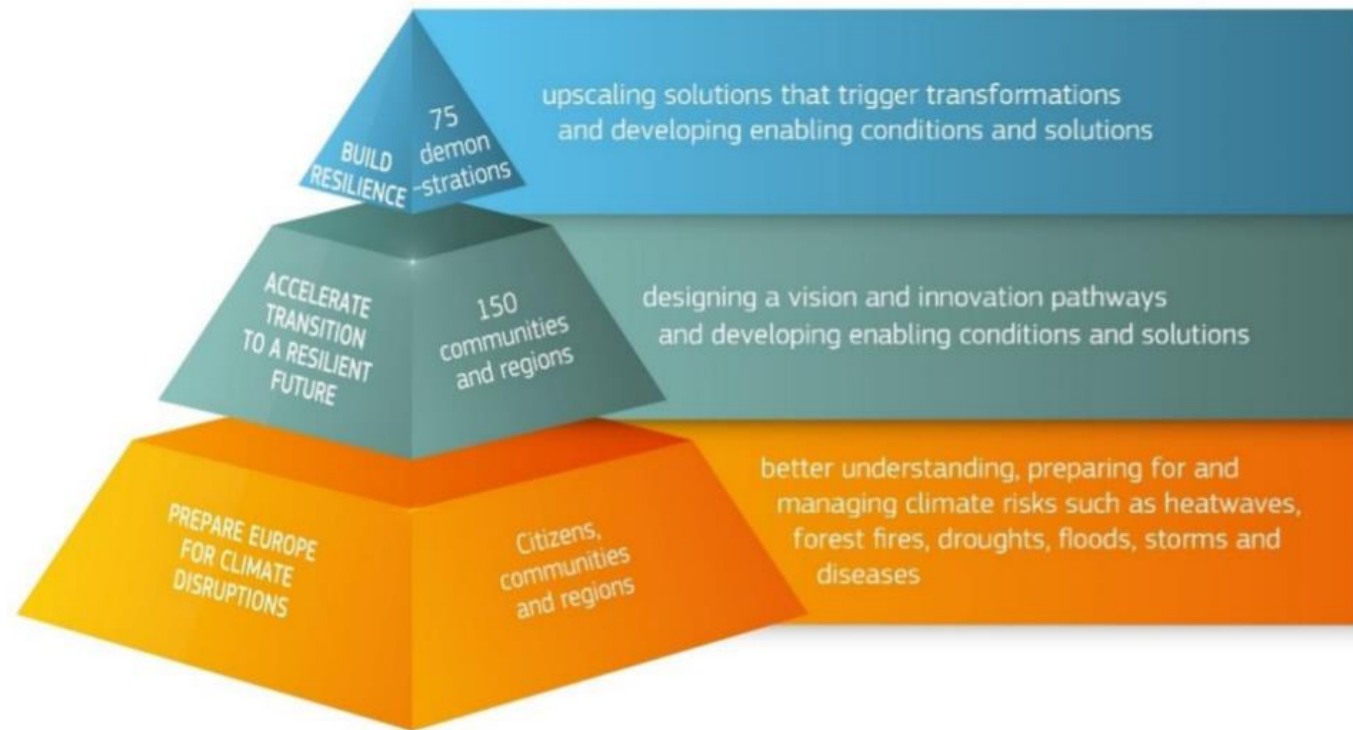 BUILD
RESILIENCE
75
demon
-strations
upscaling solutions that trigger transformations
and developing enabling conditions and solutions
ACCELERATE
TRANSITION
TO A RESILIENT
FUTURE
150
communities
and regions
designing a vision and innovation pathways
and developing enabling conditions and solutions
PREPARE EUROPE
FOR CLIMATE
DISRUPTIONS
Citizens,
communities
and regions
better understanding, preparing for and
managing climate risks such as heatwaves,
forest fires, droughts, floods, storms and
diseases